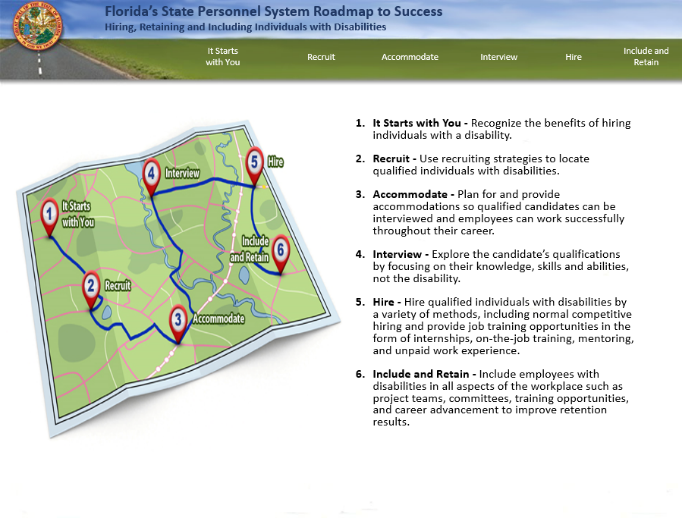 Florida's State Personnel System Roadmap to Success
Hiring, Retaining and Including Individuals with Disabilities
It Starts
with You
Recruit
Accommodate
Interview
Hire
Include and
Retain
1
It Starts
with You
2
Recruit
3
Accommodate
4
Interview
5
Hire
6
Include
and Retain
1. It Starts with You - Recognize the benefits of hiring
individuals with a disability.
2. Recruit - Use recruiting strategies to locate
qualified individuals with disabilities.
3. Accommodate - Plan for and provide
accommodations so qualified candidates can be
interviewed and employees can work successfully
throughout their career.
4. Interview - Explore the candidate's qualifications
by focusing on their knowledge, skills and abilities,
not the disability.
5. Hire - Hire qualified individuals with disabilities by
a variety of methods, including normal competitive
hiring and provide job training opportunities in the
form of internships, on-the-job training, mentoring,
and unpaid work experience.
6. Include and Retain - Include employees with
disabilities in all aspects of the workplace such as
project teams, committees, training opportunities,
and career advancement to improve retention
results.